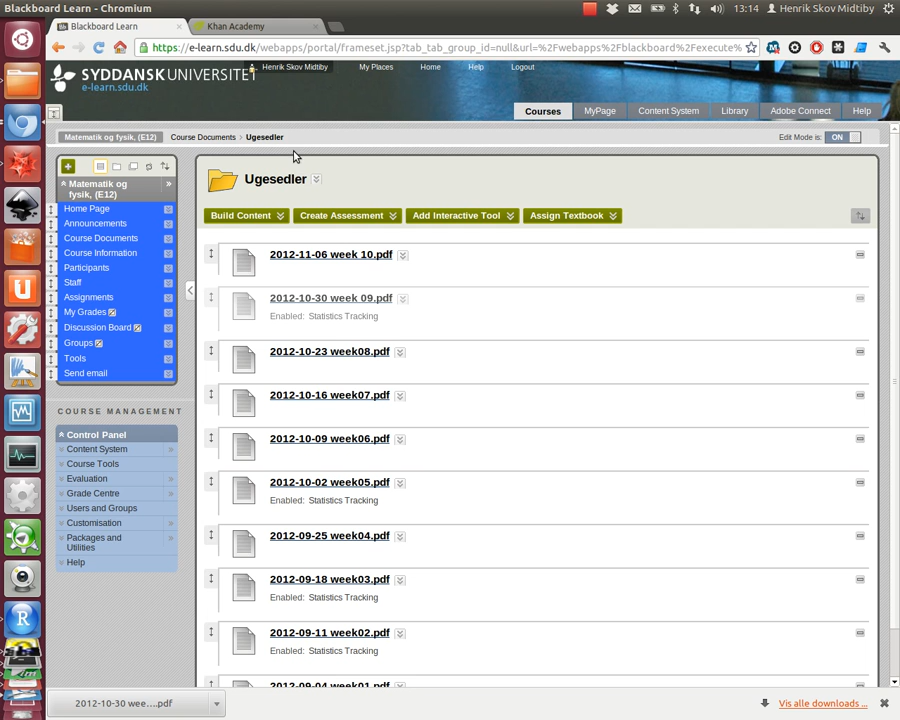 Blackboard Learn - Chromium
13:14
Henrik Skov Midtiby
Blackboard Learn
Khan Academy
https://e-learn.sdu.dk/webapps/portal/frameset.jsp?tab_tab_group_id=null&url=%2Fwebapps%2Fblackboard%2Fexecute%
SYDDANSK UNIVERSITET
e-learn.sdu.dk
Henrik Skov Midtiby
My Places
Home
Help
Logout
Courses
MyPage
Content System
Library
Adobe Connect
Help
Matematik og fysik, (E12)
Course Documents > Ugesedler
Edit Mode is: ON
Matematik og
fysik, (E12)
Home Page
Announcements
Course Documents
Course Information
Participants
Staff
Assignments
My Grades
Discussion Board
Groups
Tools
Send email
COURSE MANAGEMENT
Control Panel
Content System
Course Tools
Evaluation
Grade Centre
Users and Groups
Customisation
Packages and
Utilities
Help
Ugesedler
Build Content
Create Assessment
Add Interactive Tool
Assign Textbook
2012-11-06 week 10.pdf
2012-10-30 week 09.pdf
Enabled: Statistics Tracking
2012-10-23 week08.pdf
2012-10-16 week07.pdf
2012-10-09 week06.pdf
2012-10-02 week05.pdf
Enabled: Statistics Tracking
2012-09-25 week04.pdf
2012-09-18 week03.pdf
Enabled: Statistics Tracking
2012-09-11 week02.pdf
Enabled: Statistics Tracking
2012-09-04 week01.pdf
2012-10-30 wee....pdf
Vis alle downloads ...